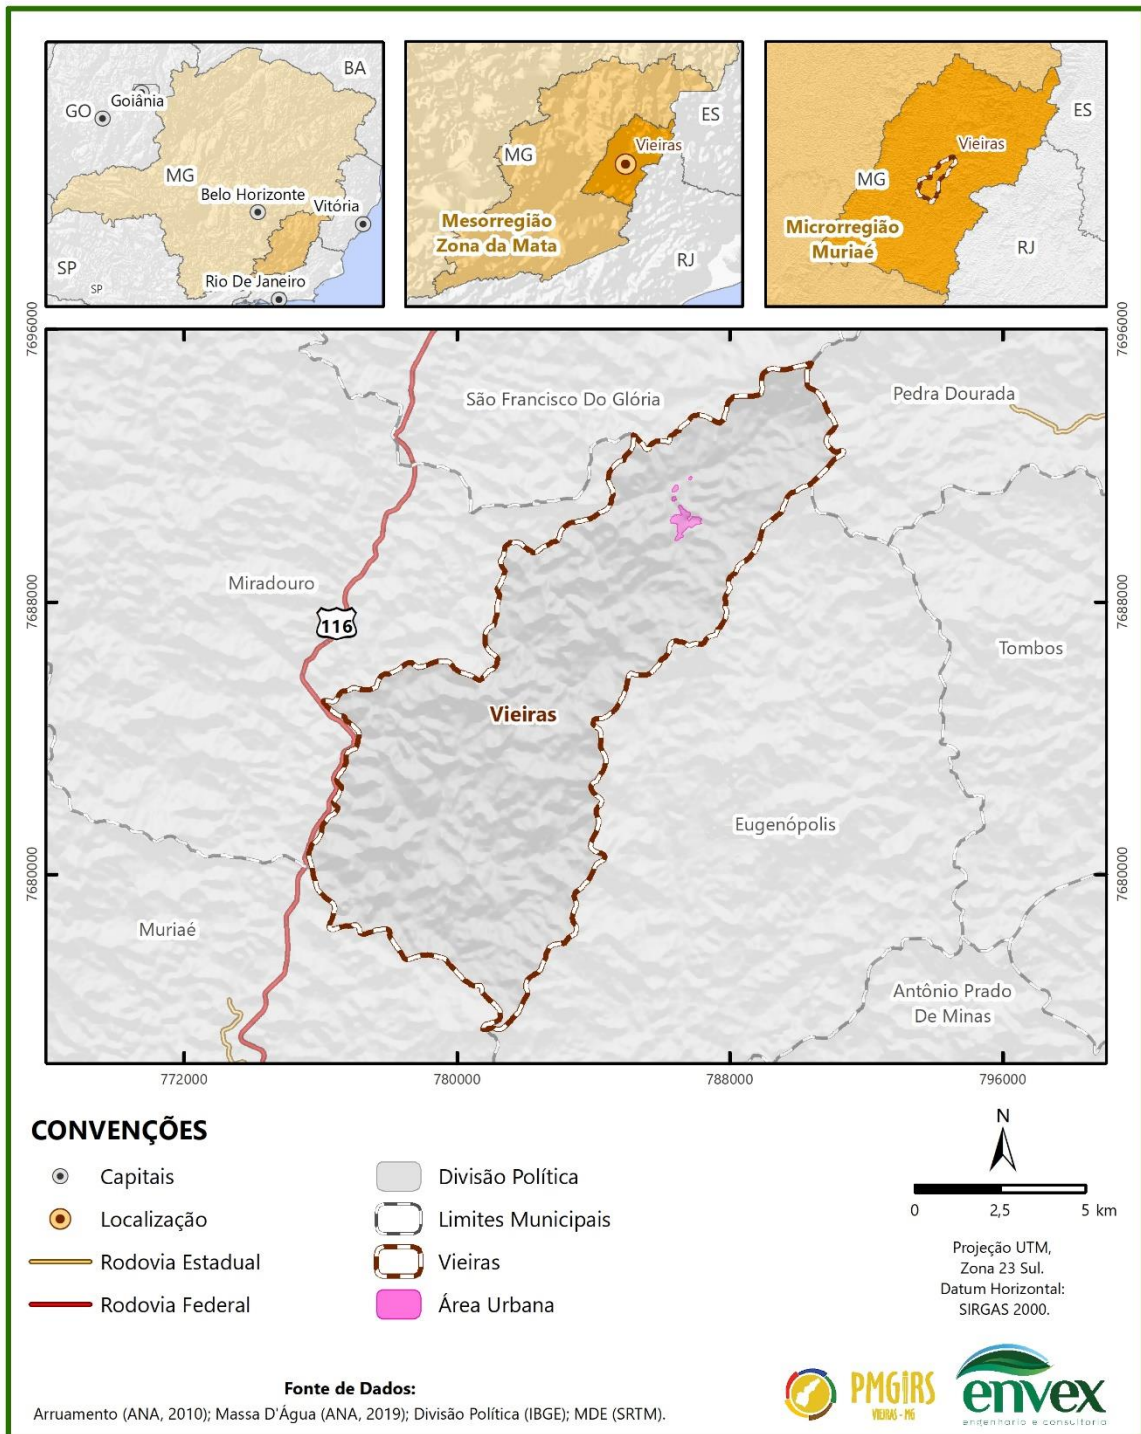 BA
GO
Goiânia
MG
Belo Horizonte
Vitória
SP
SP
Rio De Janeiro
ES
Vieiras
MG
Mesorregião
Zona da Mata
RJ
ES
Vieiras
MG
Microrregião
Muriaé
RJ
7696000
7696000
São Francisco Do Glória
Pedra Dourada
Miradouro
7688000
7688000
116
Tombos
Vieiras
Eugenópolis
7680000
7680000
Muriaé
Antônio Prado
De Minas
772000
780000
788000
796000
CONVENÇÕES
Capitais
Localização
Rodovia Estadual
Rodovia Federal
Divisão Política
Limites Municipais
Vieiras
Área Urbana
N
0 2,5 5 km
Projeção UTM,
Zona 23 Sul.
Datum Horizontal:
SIRGAS 2000.
Fonte de Dados:
Arruamento (ANA, 2010); Massa D'Água (ANA, 2019); Divisão Política (IBGE); MDE (SRTM).
PMGIRS
VIEIRAS - MG
envex
engenharia e consultoria